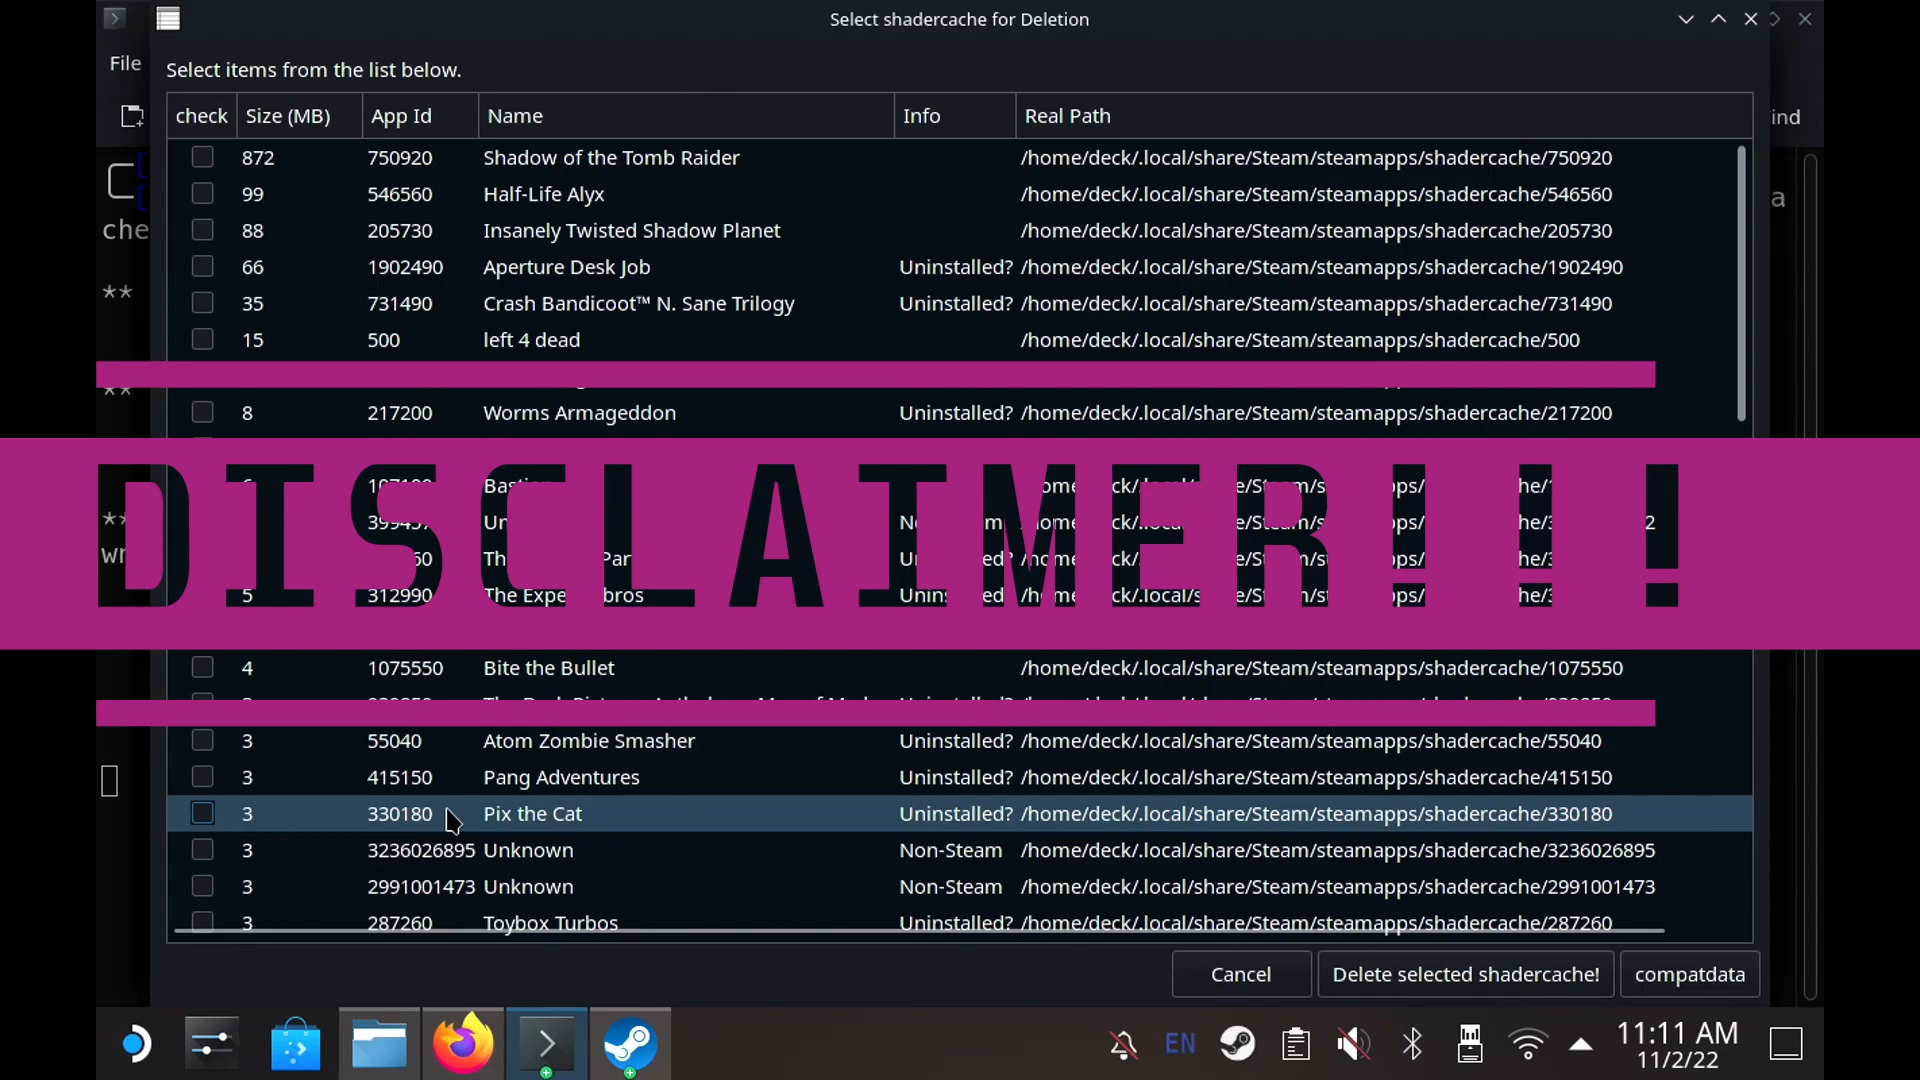 Select shadercache for Deletion
File
Select items from the list below.
ind
check Size (MB) App Id Name Info Real Path
872 750920 Shadow of the Tomb Raider /home/deck/.local/share/Steam/steamapps/shadercache/750920
99 546560 Half-Life Alyx /home/deck/.local/share/Steam/steamapps/shadercache/546560
a
che 88 205730 Insanely Twisted Shadow Planet /home/deck/.local/share/Steam/steamapps/shadercache/205730
66 1902490 Aperture Desk Job Uninstalled? /home/deck/.local/share/Steam/steamapps/shadercache/1902490
**
35 731490 Crash Bandicoot™ N. Sane Trilogy Uninstalled? /home/deck/.local/share/Steam/steamapps/shadercache/731490
15 500 left 4 dead /home/deck/.local/share/Steam/steamapps/shadercache/500
**
8 217200 Worms Armageddon Uninstalled? /home/deck/.local/share/Steam/steamapps/shadercache/217200
DISCLAIMER!!!
4 1075550 Bite the Bullet /home/deck/.local/share/Steam/steamapps/shadercache/1075550
3 55040 Atom Zombie Smasher Uninstalled? /home/deck/.local/share/Steam/steamapps/shadercache/55040
3 415150 Pang Adventures Uninstalled? /home/deck/.local/share/Steam/steamapps/shadercache/415150
3 330180 Pix the Cat Uninstalled? /home/deck/.local/share/Steam/steamapps/shadercache/330180
3 3236026895 Unknown Non-Steam /home/deck/.local/share/Steam/steamapps/shadercache/3236026895
3 2991001473 Unknown Non-Steam /home/deck/.local/share/Steam/steamapps/shadercache/2991001473
3 287260 Toybox Turbos Uninstalled? /home/deck/.local/share/Steam/steamapps/shadercache/287260
Cancel Delete selected shadercache! compatdata
EN 11:11 AM
11/2/22